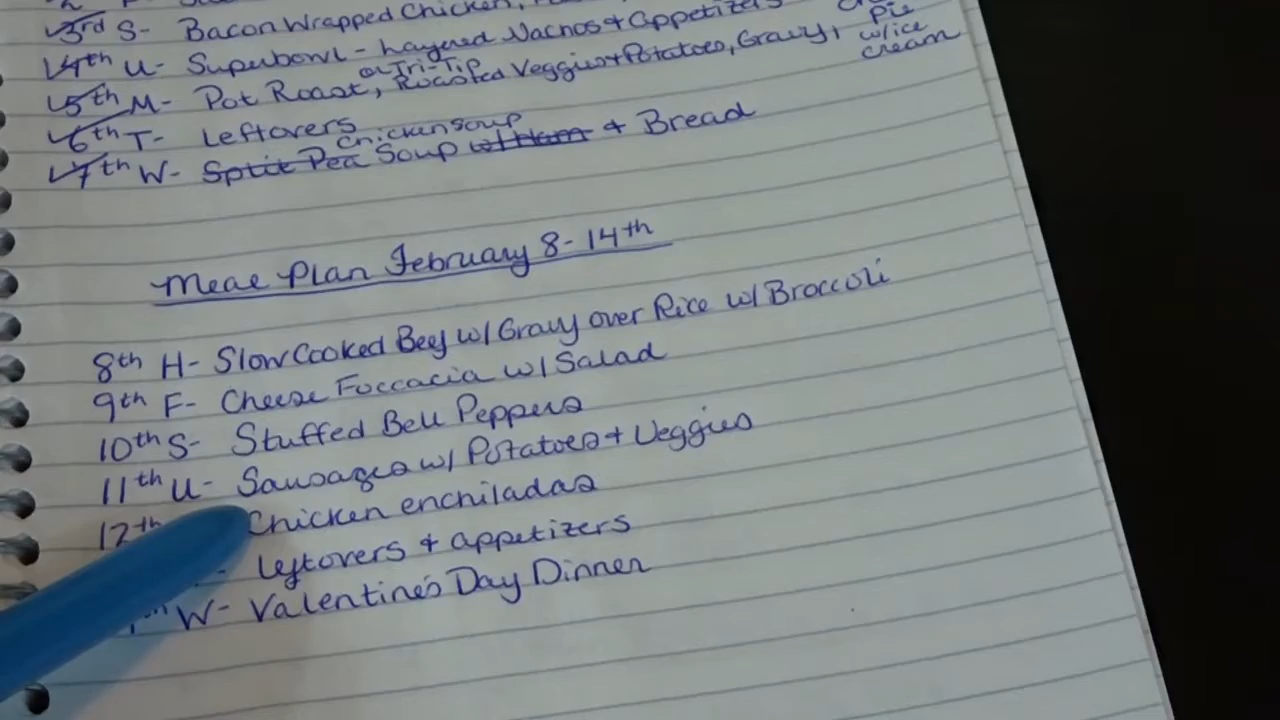 3rd S- Bacon Wrapped Chicken,
4th U- Superbowl - Layered Nachos + Appetizers
Pie
w/ice
cream
or Tri-Tip
5th M- Pot Roast, Roasted Veggies + Potatoes, Gravy,
6th T- Leftovers
Chicken soup
7th W- Split Pea Soup w/Ham + Bread
Meal Plan February 8-14th
8th H- Slow Cooked Beef w/ Gravy over Rice w/ Broccoli
9th F- Cheese Foccacia w/ Salad
10th S- Stuffed Bell Peppers
11th U- Sausages w/ Potatoes + Veggies
12th Chicken enchiladas
Leftovers + appetizers
W- Valentine's Day Dinner